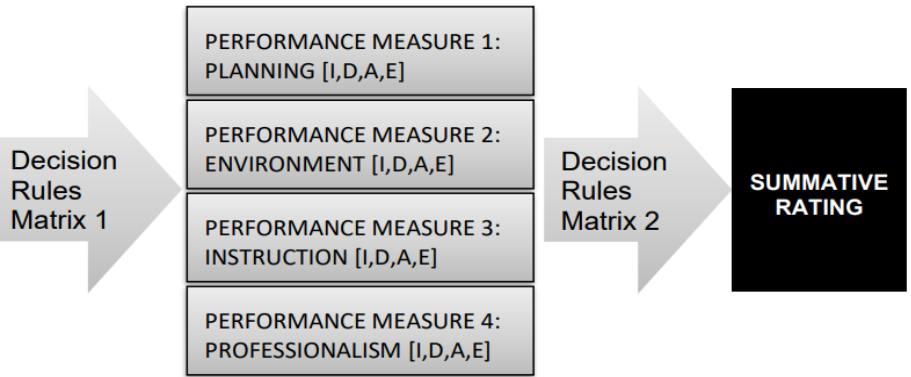 Decision
Rules
Matrix 1
PERFORMANCE MEASURE 1:
PLANNING [I,D,A,E]
PERFORMANCE MEASURE 2:
ENVIRONMENT [I,D,A,E]
PERFORMANCE MEASURE 3:
INSTRUCTION [I,D,A,E]
PERFORMANCE MEASURE 4:
PROFESSIONALISM [I,D,A,E]
Decision
Rules
Matrix 2
SUMMATIVE
RATING